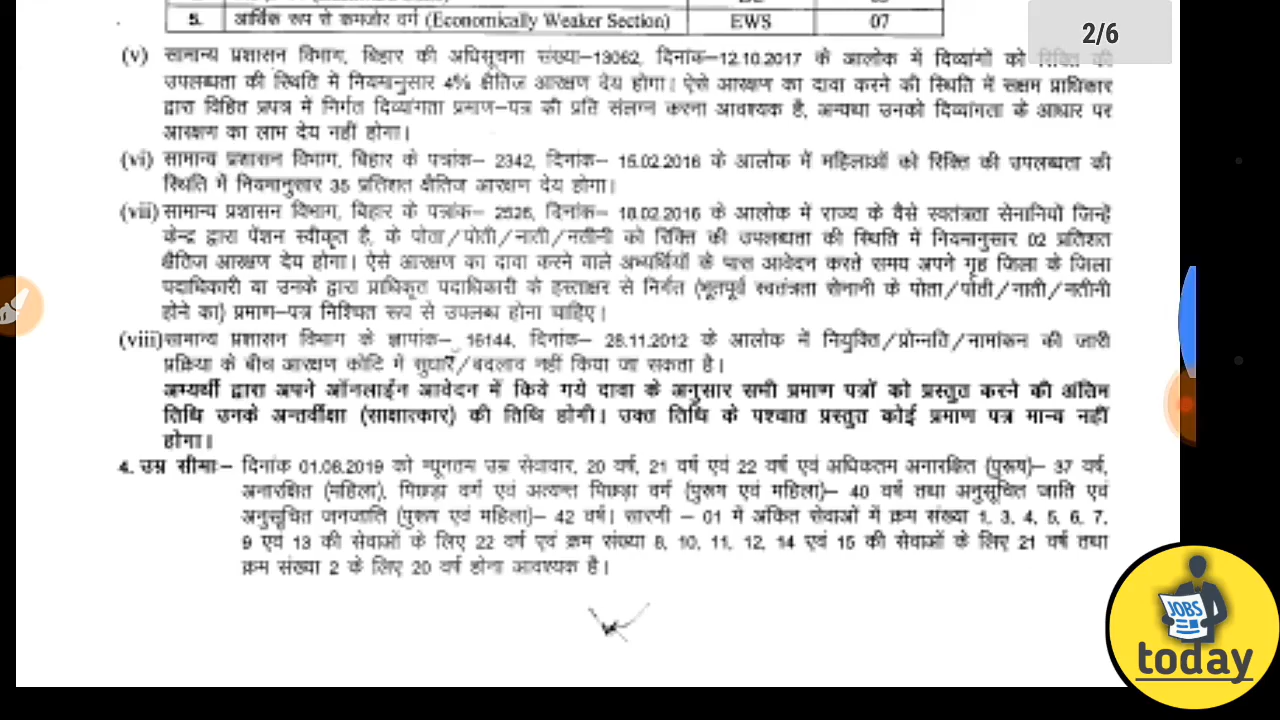 2/6
5. आर्थिक रूप से कमजोर वर्ग (Economically Weaker Section) EWS 07
(v) सामान्य प्रशासन विभाग, बिहार की अधिसूचना संख्या–13062, दिनांक–12.10.2017 के आलोक में दिव्यांगों को रिक्ति की
उपलब्धता की स्थिति में नियमानुसार 4% क्षैतिज आरक्षण देय होगा। ऐसे आरक्षण का दावा करने की स्थिति में सक्षम प्राधिकार
द्वारा विहित प्रपत्र में निर्गत दिव्यांगता प्रमाण–पत्र की प्रति संलग्न करना आवश्यक है, अन्यथा उनको दिव्यांगता के आधार पर
आरक्षण का लाभ देय नहीं होगा।
(vi) सामान्य प्रशासन विभाग, बिहार के पत्रांक– 2342, दिनांक– 15.02.2016 के आलोक में महिलाओं को रिक्ति की उपलब्धता की
स्थिति में नियमानुसार 35 प्रतिशत क्षैतिज आरक्षण देय होगा।
(vii) सामान्य प्रशासन विभाग, बिहार के पत्रांक– 2526, दिनांक– 18.02.2016 के आलोक में राज्य के वैसे स्वतंत्रता सेनानियों जिन्हें
केन्द्र द्वारा पेंशन स्वीकृत है, के पोता/पोती/नाती/नतीनी को रिक्ति की उपलब्धता की स्थिति में नियमानुसार 02 प्रतिशत
क्षैतिज आरक्षण देय होगा। ऐसे आरक्षण का दावा करने वाले अभ्यर्थियों के पास आवेदन करते समय अपने गृह जिला के जिला
पदाधिकारी या उनके द्वारा प्राधिकृत पदाधिकारी के हस्ताक्षर से निर्गत (भूतपूर्व स्वतंत्रता सेनानी के पोता/पोती/नाती/नतीनी
होने का) प्रमाण–पत्र निश्चित रूप से उपलब्ध होना चाहिए।
(viii) सामान्य प्रशासन विभाग के ज्ञापांक– 16144, दिनांक– 28.11.2012 के आलोक में नियुक्ति/प्रोन्नति/नामांकन की जारी
प्रक्रिया के बीच आरक्षण कोटि में सुधार/बदलाव नहीं किया जा सकता है।
अभ्यर्थी द्वारा अपने ऑनलाईन आवेदन में किये गये दावा के अनुसार सभी प्रमाण पत्रों को प्रस्तुत करने की अंतिम
तिथि उनके अन्तर्वीक्षा (साक्षात्कार) की तिथि होगी। उक्त तिथि के पश्चात प्रस्तुत कोई प्रमाण पत्र मान्य नहीं
होगा।
4. उम्र सीमाः– दिनांक 01.08.2019 को न्यूनतम उम्र सेवावार, 20 वर्ष, 21 वर्ष एवं 22 वर्ष एवं अधिकतम अनारक्षित (पुरूष)– 37 वर्ष,
अनारक्षित (महिला), पिछड़ा वर्ग एवं अत्यन्त पिछड़ा वर्ग (पुरूष एवं महिला)– 40 वर्ष तथा अनुसूचित जाति एवं
अनुसूचित जनजाति (पुरूष एवं महिला)– 42 वर्ष। सारणी – 01 में अंकित सेवाओं में क्रम संख्या 1, 3, 4, 5, 6, 7,
9 एवं 13 की सेवाओं के लिए 22 वर्ष एवं क्रम संख्या 8, 10, 11, 12, 14 एवं 15 की सेवाओं के लिए 21 वर्ष तथा
क्रम संख्या 2 के लिए 20 वर्ष होना आवश्यक है।
JOBS
today